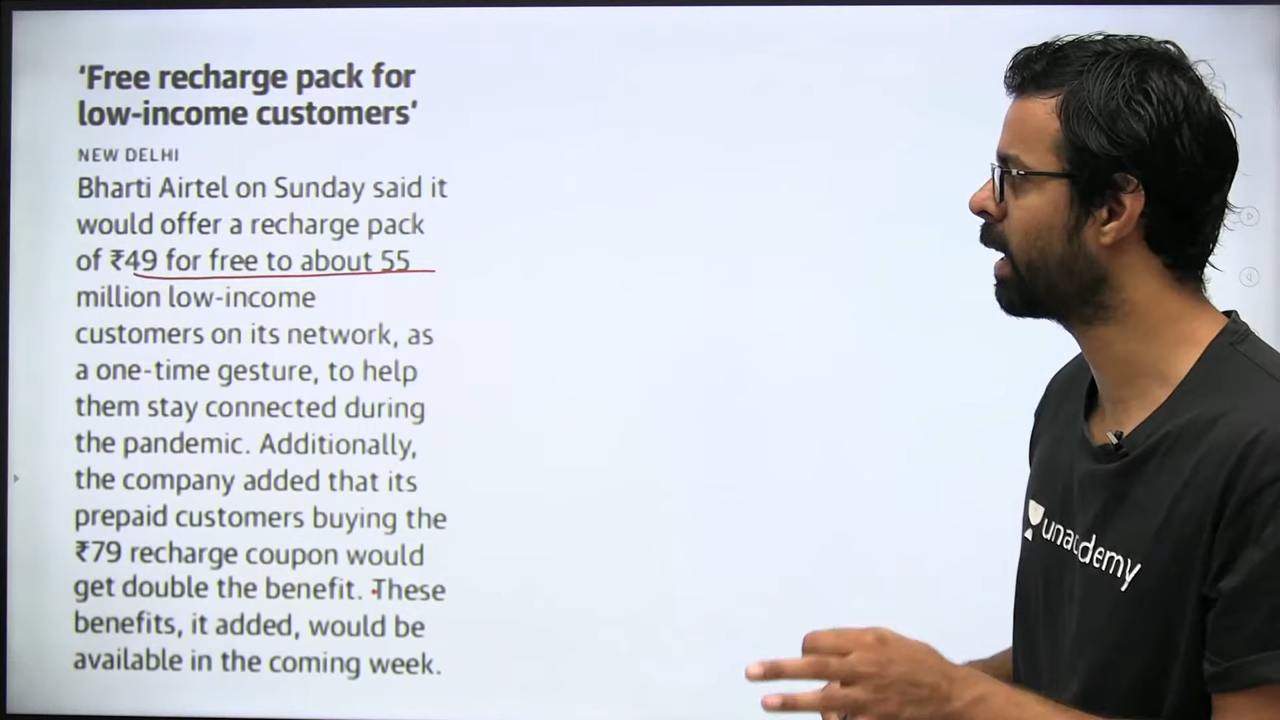 ‘Free recharge pack for
low-income customers‘
NEW DELHI
Bharti Airtel on Sunday said it
would offer a recharge pack
of ₹49 for free to about 55
million low-income
customers on its network, as
a one-time gesture, to help
them stay connected during
the pandemic. Additionally,
the company added that its
prepaid customers buying the
₹79 recharge coupon would
get double the benefit. These
benefits, it added, would be
available in the coming week.
unacademy